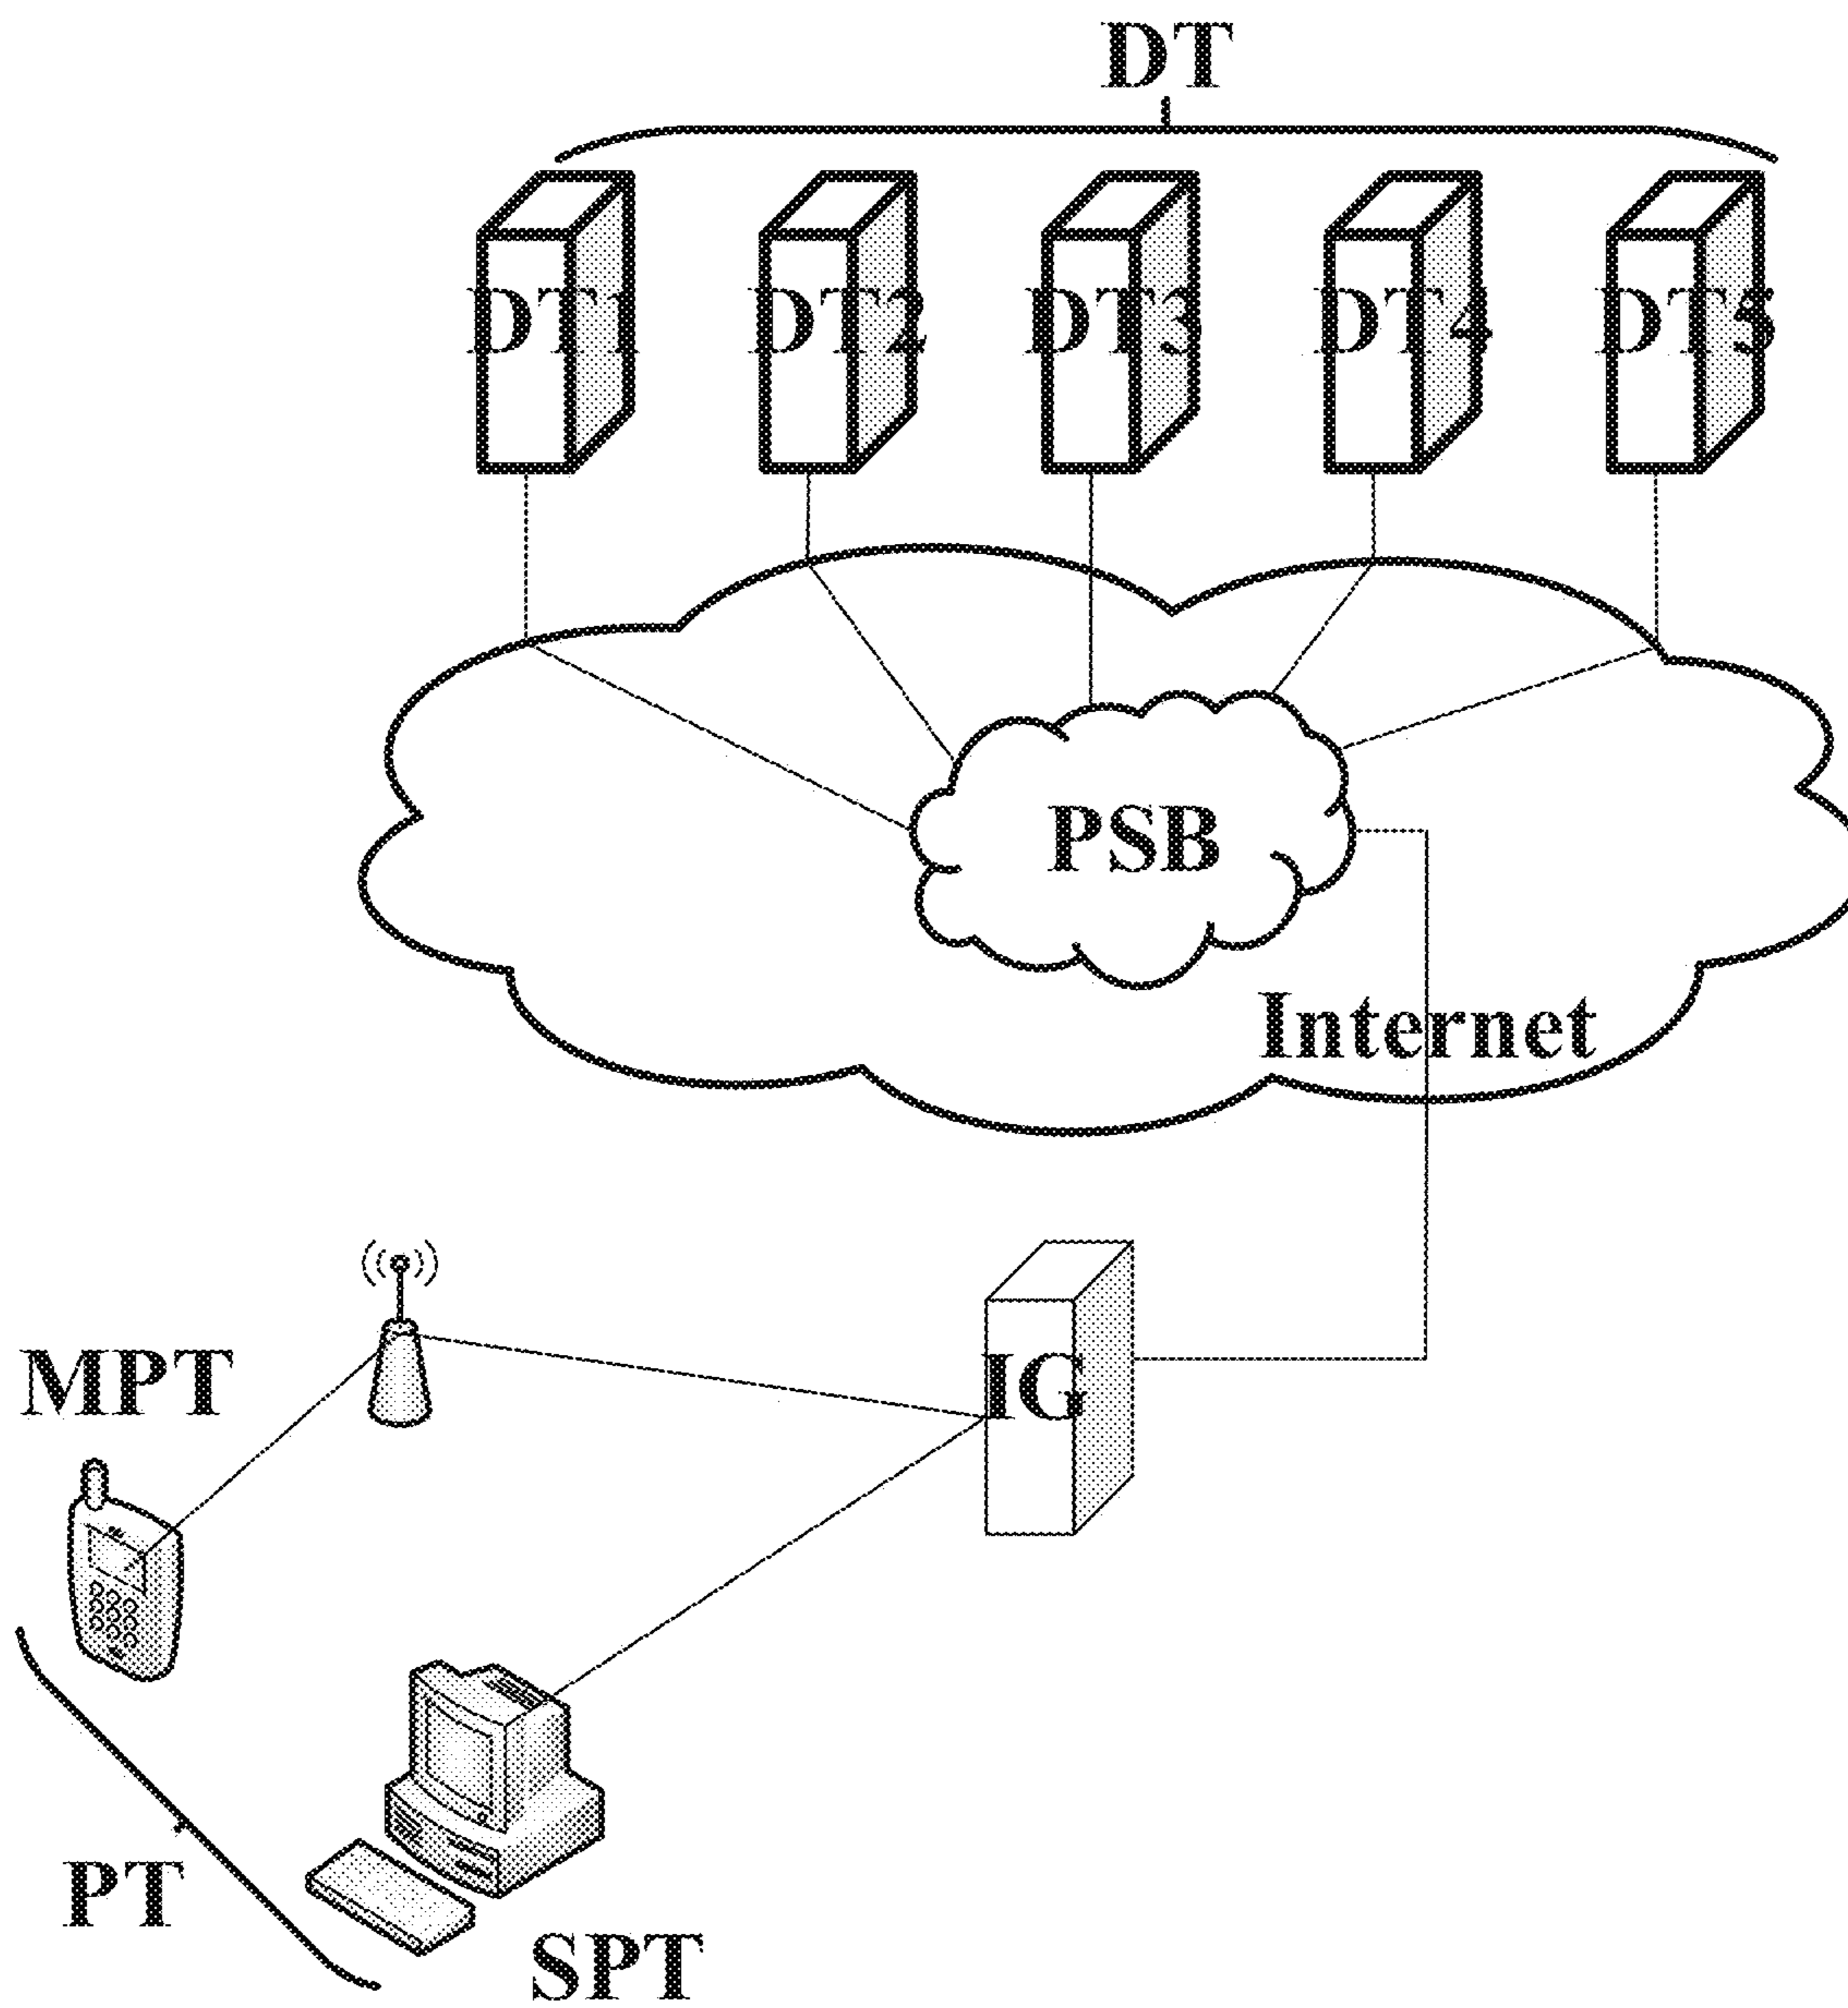 DT
DT1 DT2 DT3 DT4 DT5
PSB
Internet
MPT
IG
PT
SPT